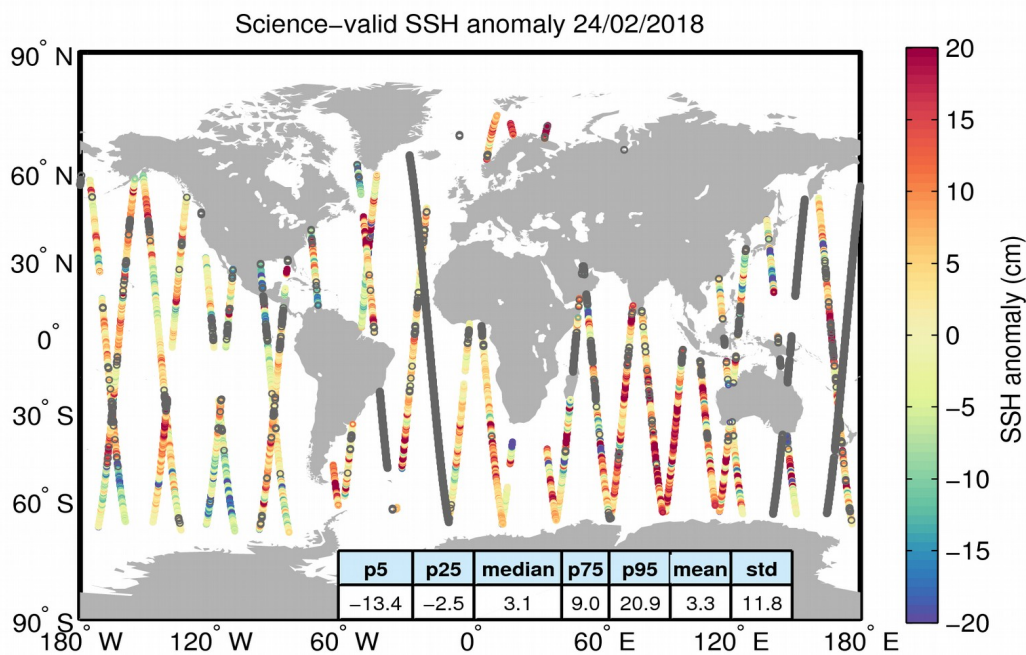 Science−valid SSH anomaly 24/02/2018
90° N
60° N
30° N
0°
30° S
60° S
90° S
180° W 120° W 60° W 0° 60° E 120° E 180° E
p5 p25 median p75 p95 mean std
−13.4 −2.5 3.1 9.0 20.9 3.3 11.8
20
15
10
5
0
−5
−10
−15
−20
SSH anomaly (cm)